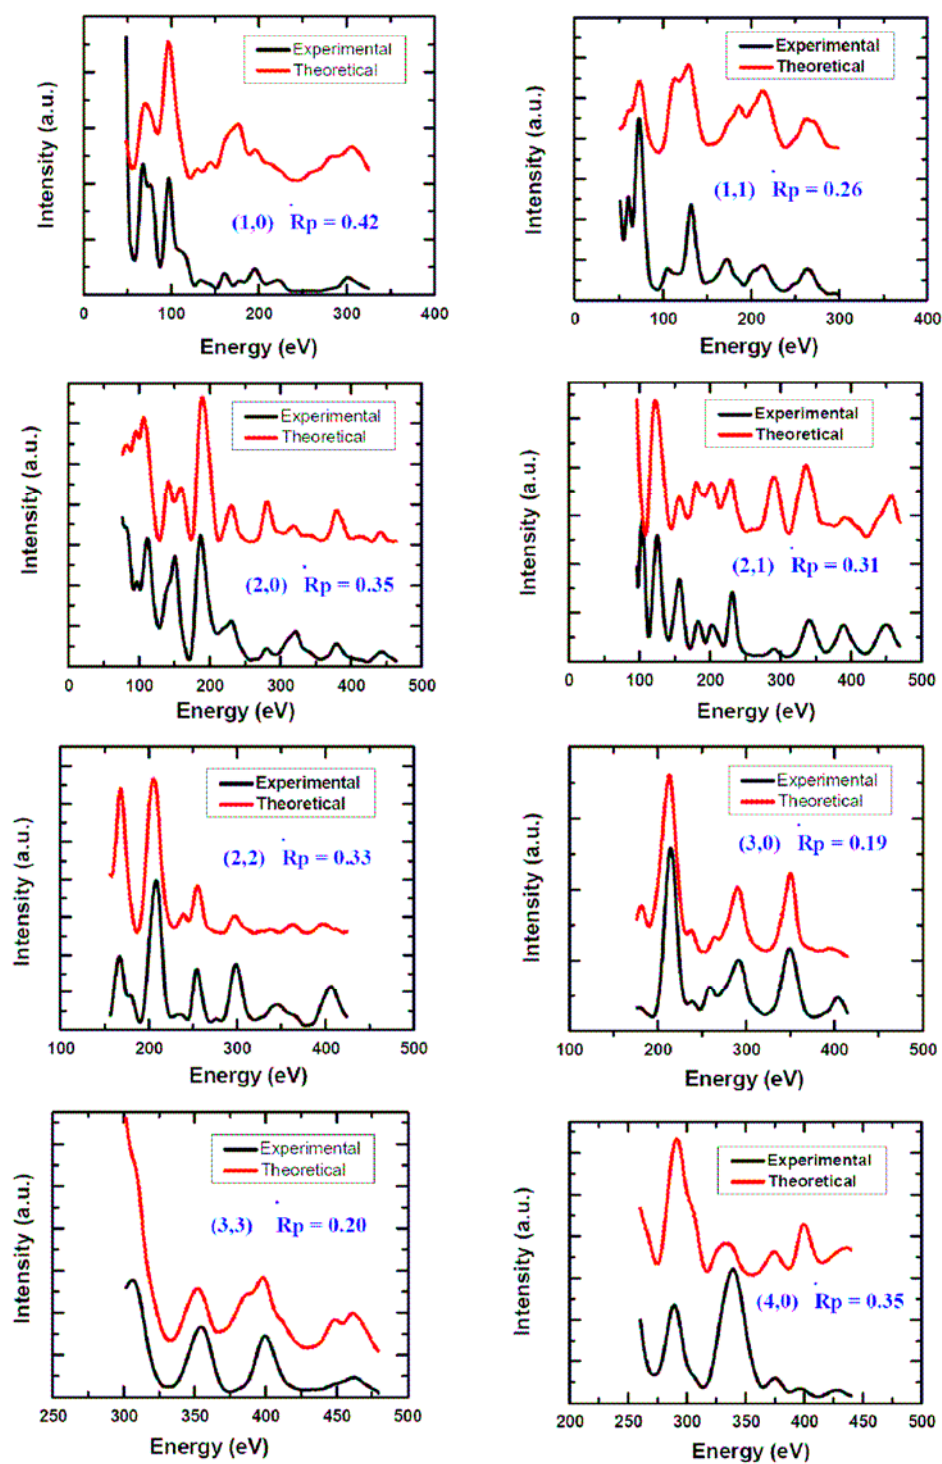 Intensity (a.u.)
Experimental
Theoretical
(1,0) Rp = 0.42
0 100 200 300 400
Energy (eV)
Intensity (a.u.)
Experimental
Theoretical
(1,1) Rp = 0.26
0 100 200 300 400
Energy (eV)
Intensity (a.u.)
Experimental
Theoretical
(2,0) Rp = 0.35
0 100 200 300 400 500
Energy (eV)
Intensity (a.u.)
Experimental
Theoretical
(2,1) Rp = 0.31
0 100 200 300 400 500
Energy (eV)
Intensity (a.u.)
Experimental
Theoretical
(2,2) Rp = 0.33
100 200 300 400 500
Energy (eV)
Intensity (a.u.)
Experimental
Theoretical
(3,0) Rp = 0.19
100 200 300 400 500
Energy (eV)
Intensity (a.u.)
Experimental
Theoretical
(3,3) Rp = 0.20
250 300 350 400 450 500
Energy (eV)
Intensity (a.u.)
Experimental
Theoretical
(4,0) Rp = 0.35
200 250 300 350 400 450 500
Energy (eV)